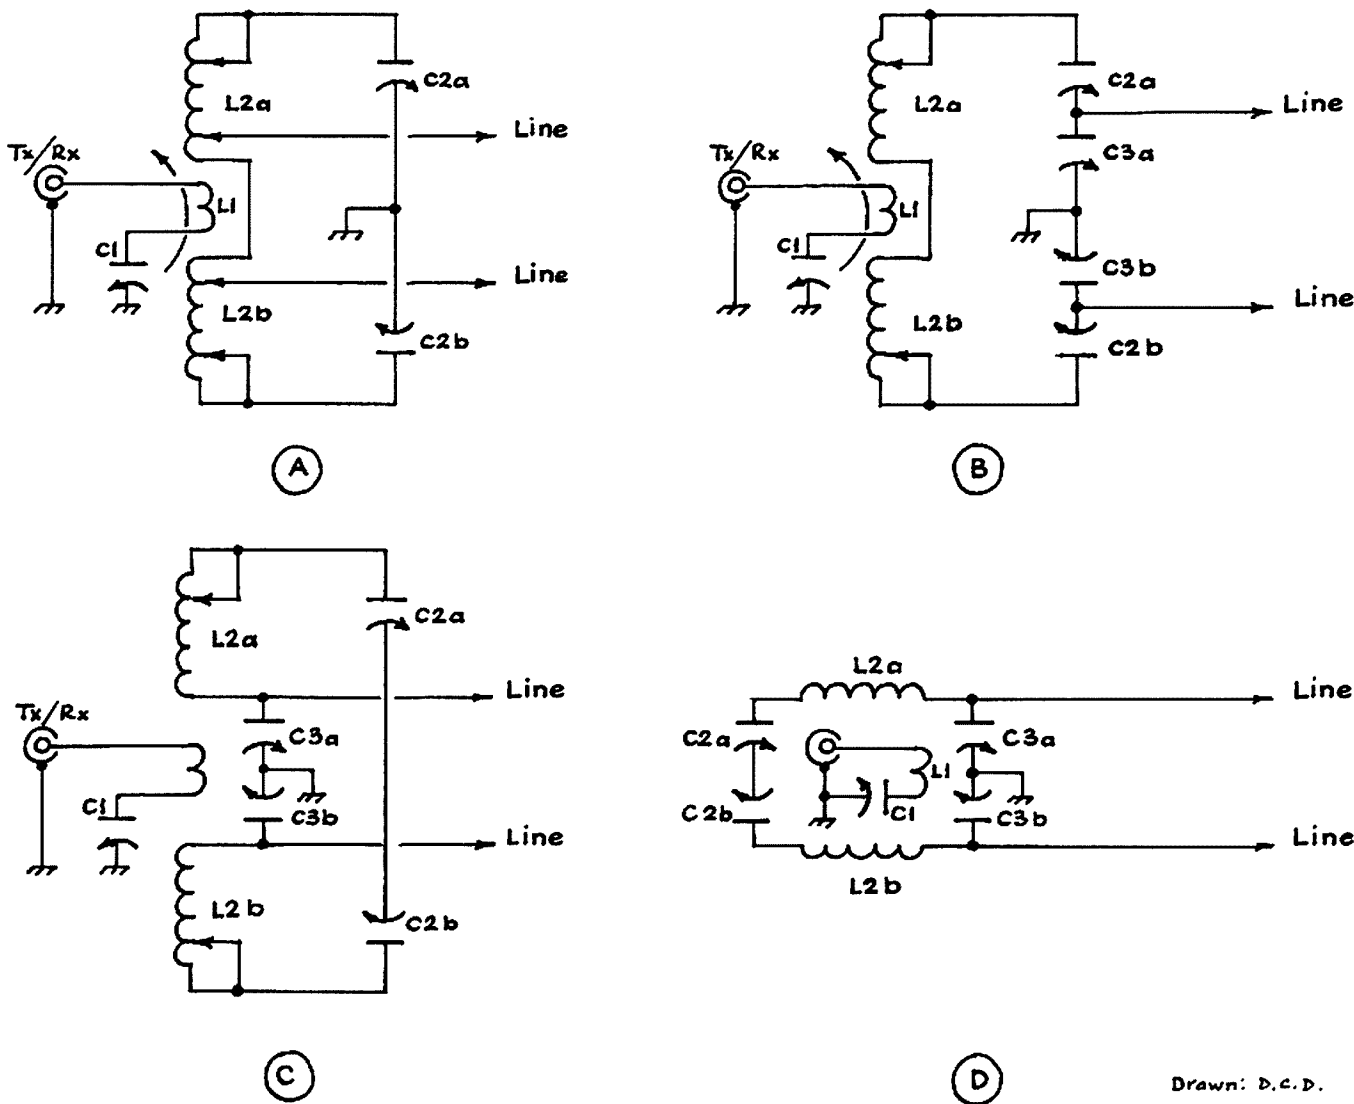 C2a
L2a
Line
Tx/Rx
L1
C1
Line
L2b
C2b
A
C2a
L2a
Line
C3a
Tx/Rx
L1
C1
C3b
Line
L2b
C2b
B
C2a
L2a
Line
Tx/Rx
C3a
C1
C3b
Line
L2b
C2b
C
L2a
Line
C2a
C3a
L1
C2b
C1
C3b
Line
L2b
D
Drawn: D.C.D.